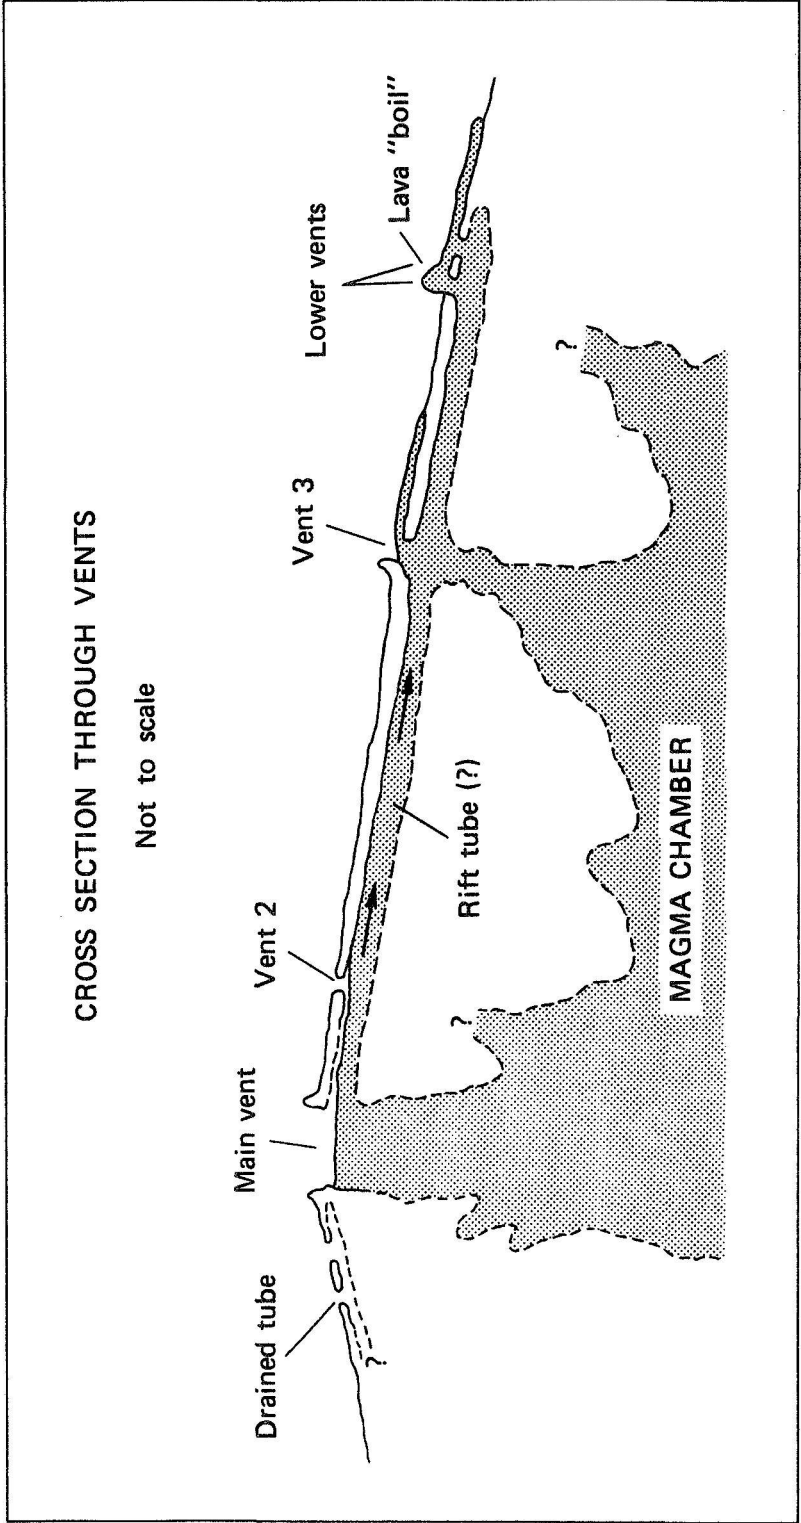 CROSS SECTION THROUGH VENTS
Not to scale
Drained tube
?
Main vent
Vent 2
?
Rift tube (?)
Vent 3
Lower vents
Lava "boil"
?
MAGMA CHAMBER